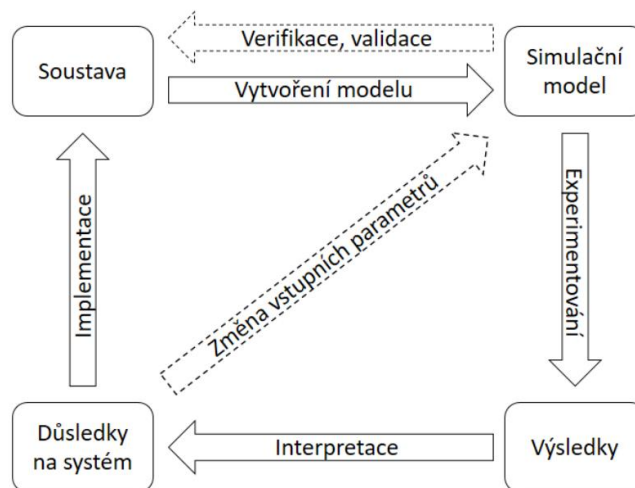 Verifikace, validace
Soustava
Simulační
model
Vytvoření modelu
Implementace
Změna vstupních parametrů
Experimentování
Důsledky
na systém
Interpretace
Výsledky